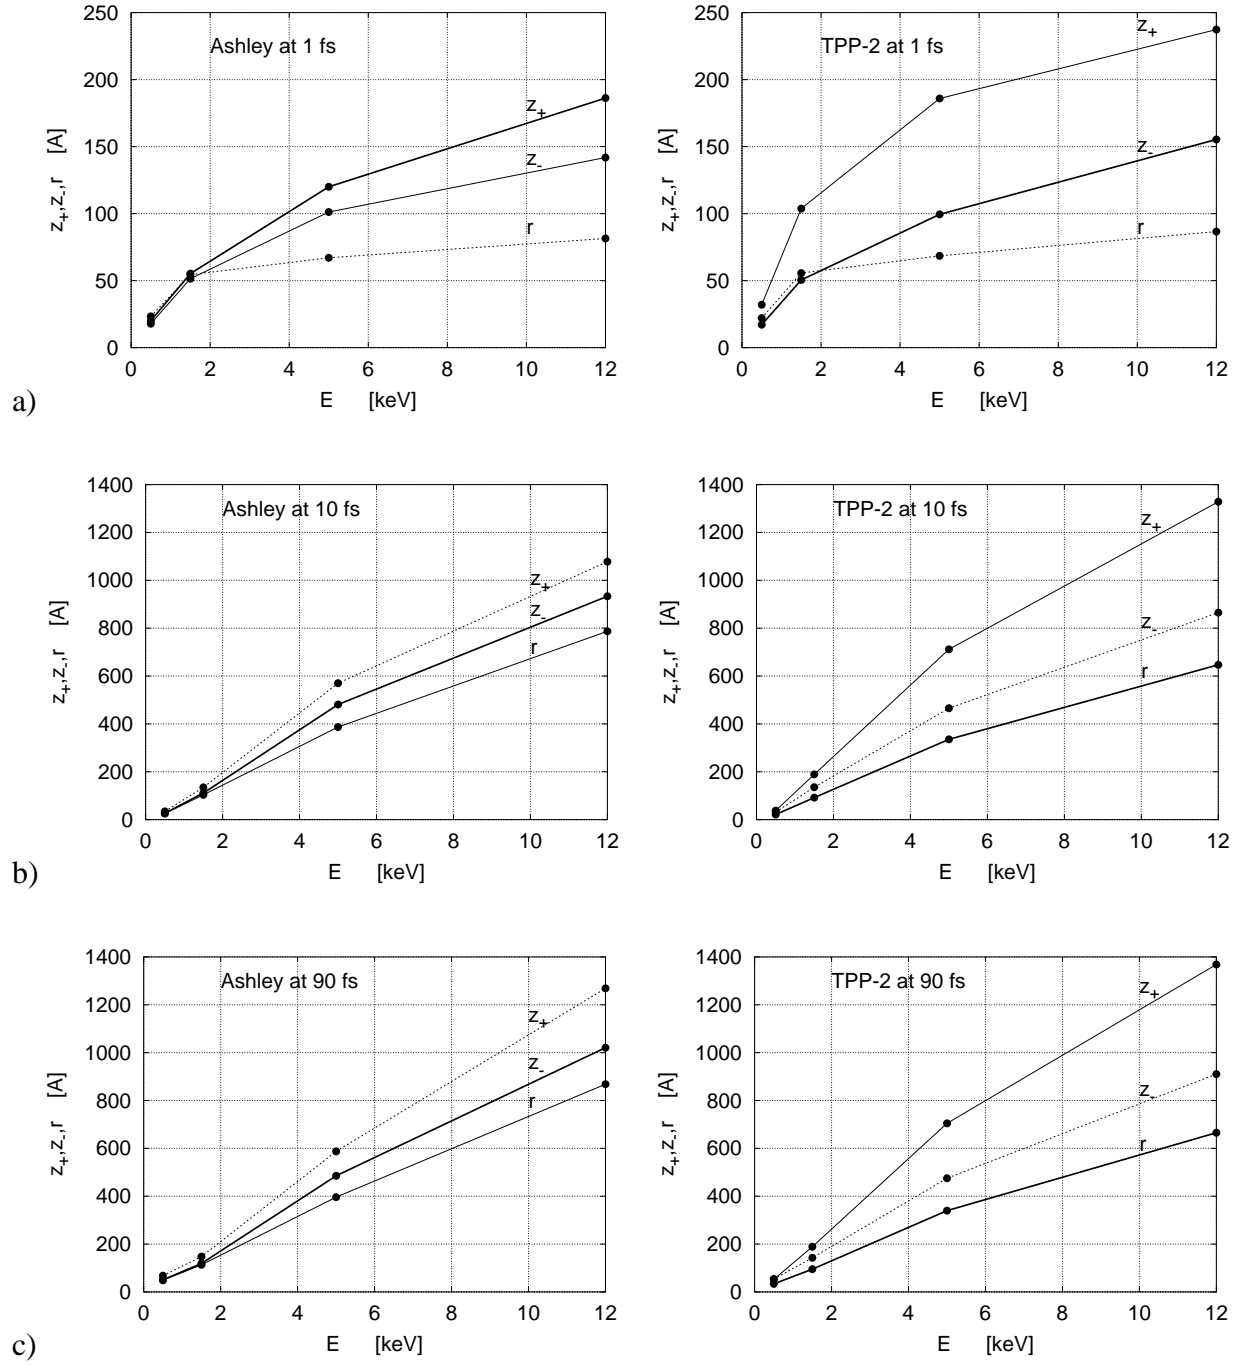 250
200
150
100
50
0
z+,z-,r [A]
Ashley at 1 fs
z+
z-
r
0 2 4 6 8 10 12
E [keV]
250
200
150
100
50
0
z+,z-,r [A]
TPP-2 at 1 fs
z+
z-
r
0 2 4 6 8 10 12
E [keV]
a)
1400
1200
1000
800
600
400
200
0
z+,z-,r [A]
Ashley at 10 fs
z+
z-
r
0 2 4 6 8 10 12
E [keV]
1400
1200
1000
800
600
400
200
0
z+,z-,r [A]
TPP-2 at 10 fs
z+
z-
r
0 2 4 6 8 10 12
E [keV]
b)
1400
1200
1000
800
600
400
200
0
z+,z-,r [A]
Ashley at 90 fs
z+
z-
r
0 2 4 6 8 10 12
E [keV]
1400
1200
1000
800
600
400
200
0
z+,z-,r [A]
TPP-2 at 90 fs
z+
z-
r
0 2 4 6 8 10 12
E [keV]
c)